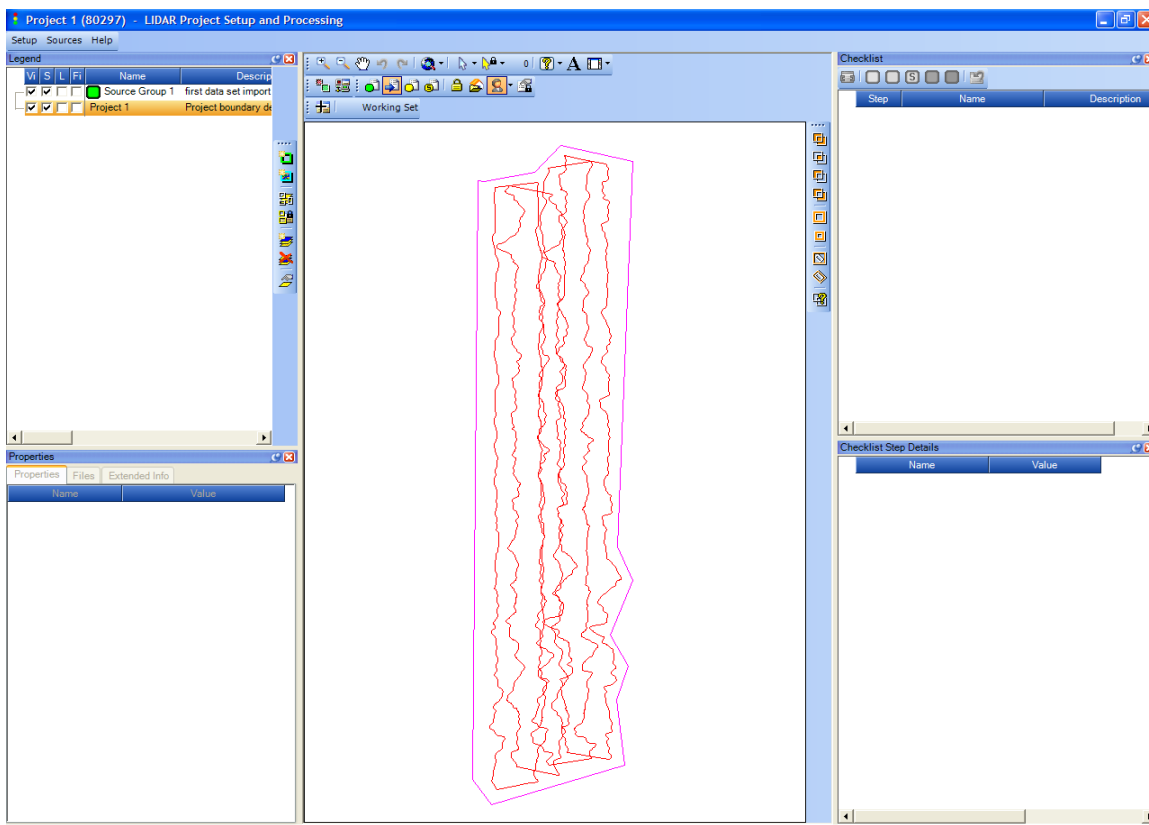 Project 1 (80297) - LIDAR Project Setup and Processing
Setup Sources Help
Legend
Vi S L Fi Name Descrip
Source Group 1 first data set import
Project 1 Project boundary de
Properties
Properties Files Extended Info
Name Value
0 A
Working Set
Checklist
S
Step Name Description
Checklist Step Details
Name Value